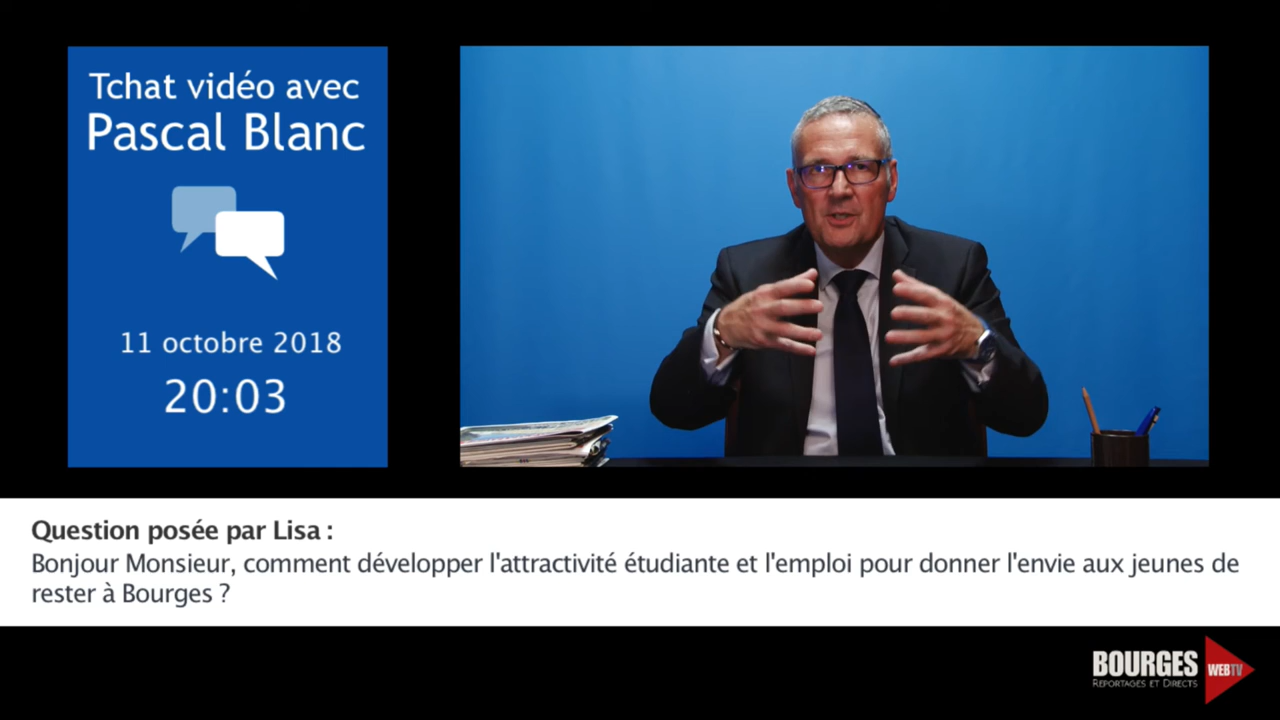 Tchat vidéo avec
Pascal Blanc
11 octobre 2018
20:03
Question posée par Lisa :
Bonjour Monsieur, comment développer l'attractivité étudiante et l'emploi pour donner l'envie aux jeunes de
rester à Bourges ?
BOURGES WEBTV
REPORTAGES ET DIRECTS